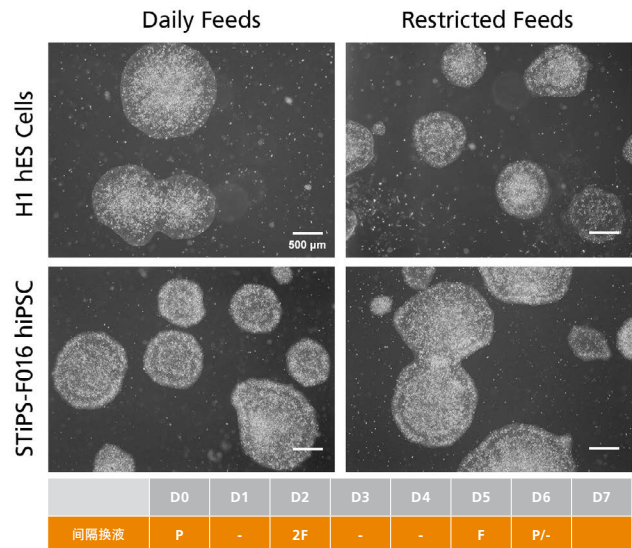 Daily Feeds
Restricted Feeds
H1 hES Cells
500 µm
STiPS-F016 hiPSC
D0 D1 D2 D3 D4 D5 D6 D7
间隔换液 P - 2F - - F P/-